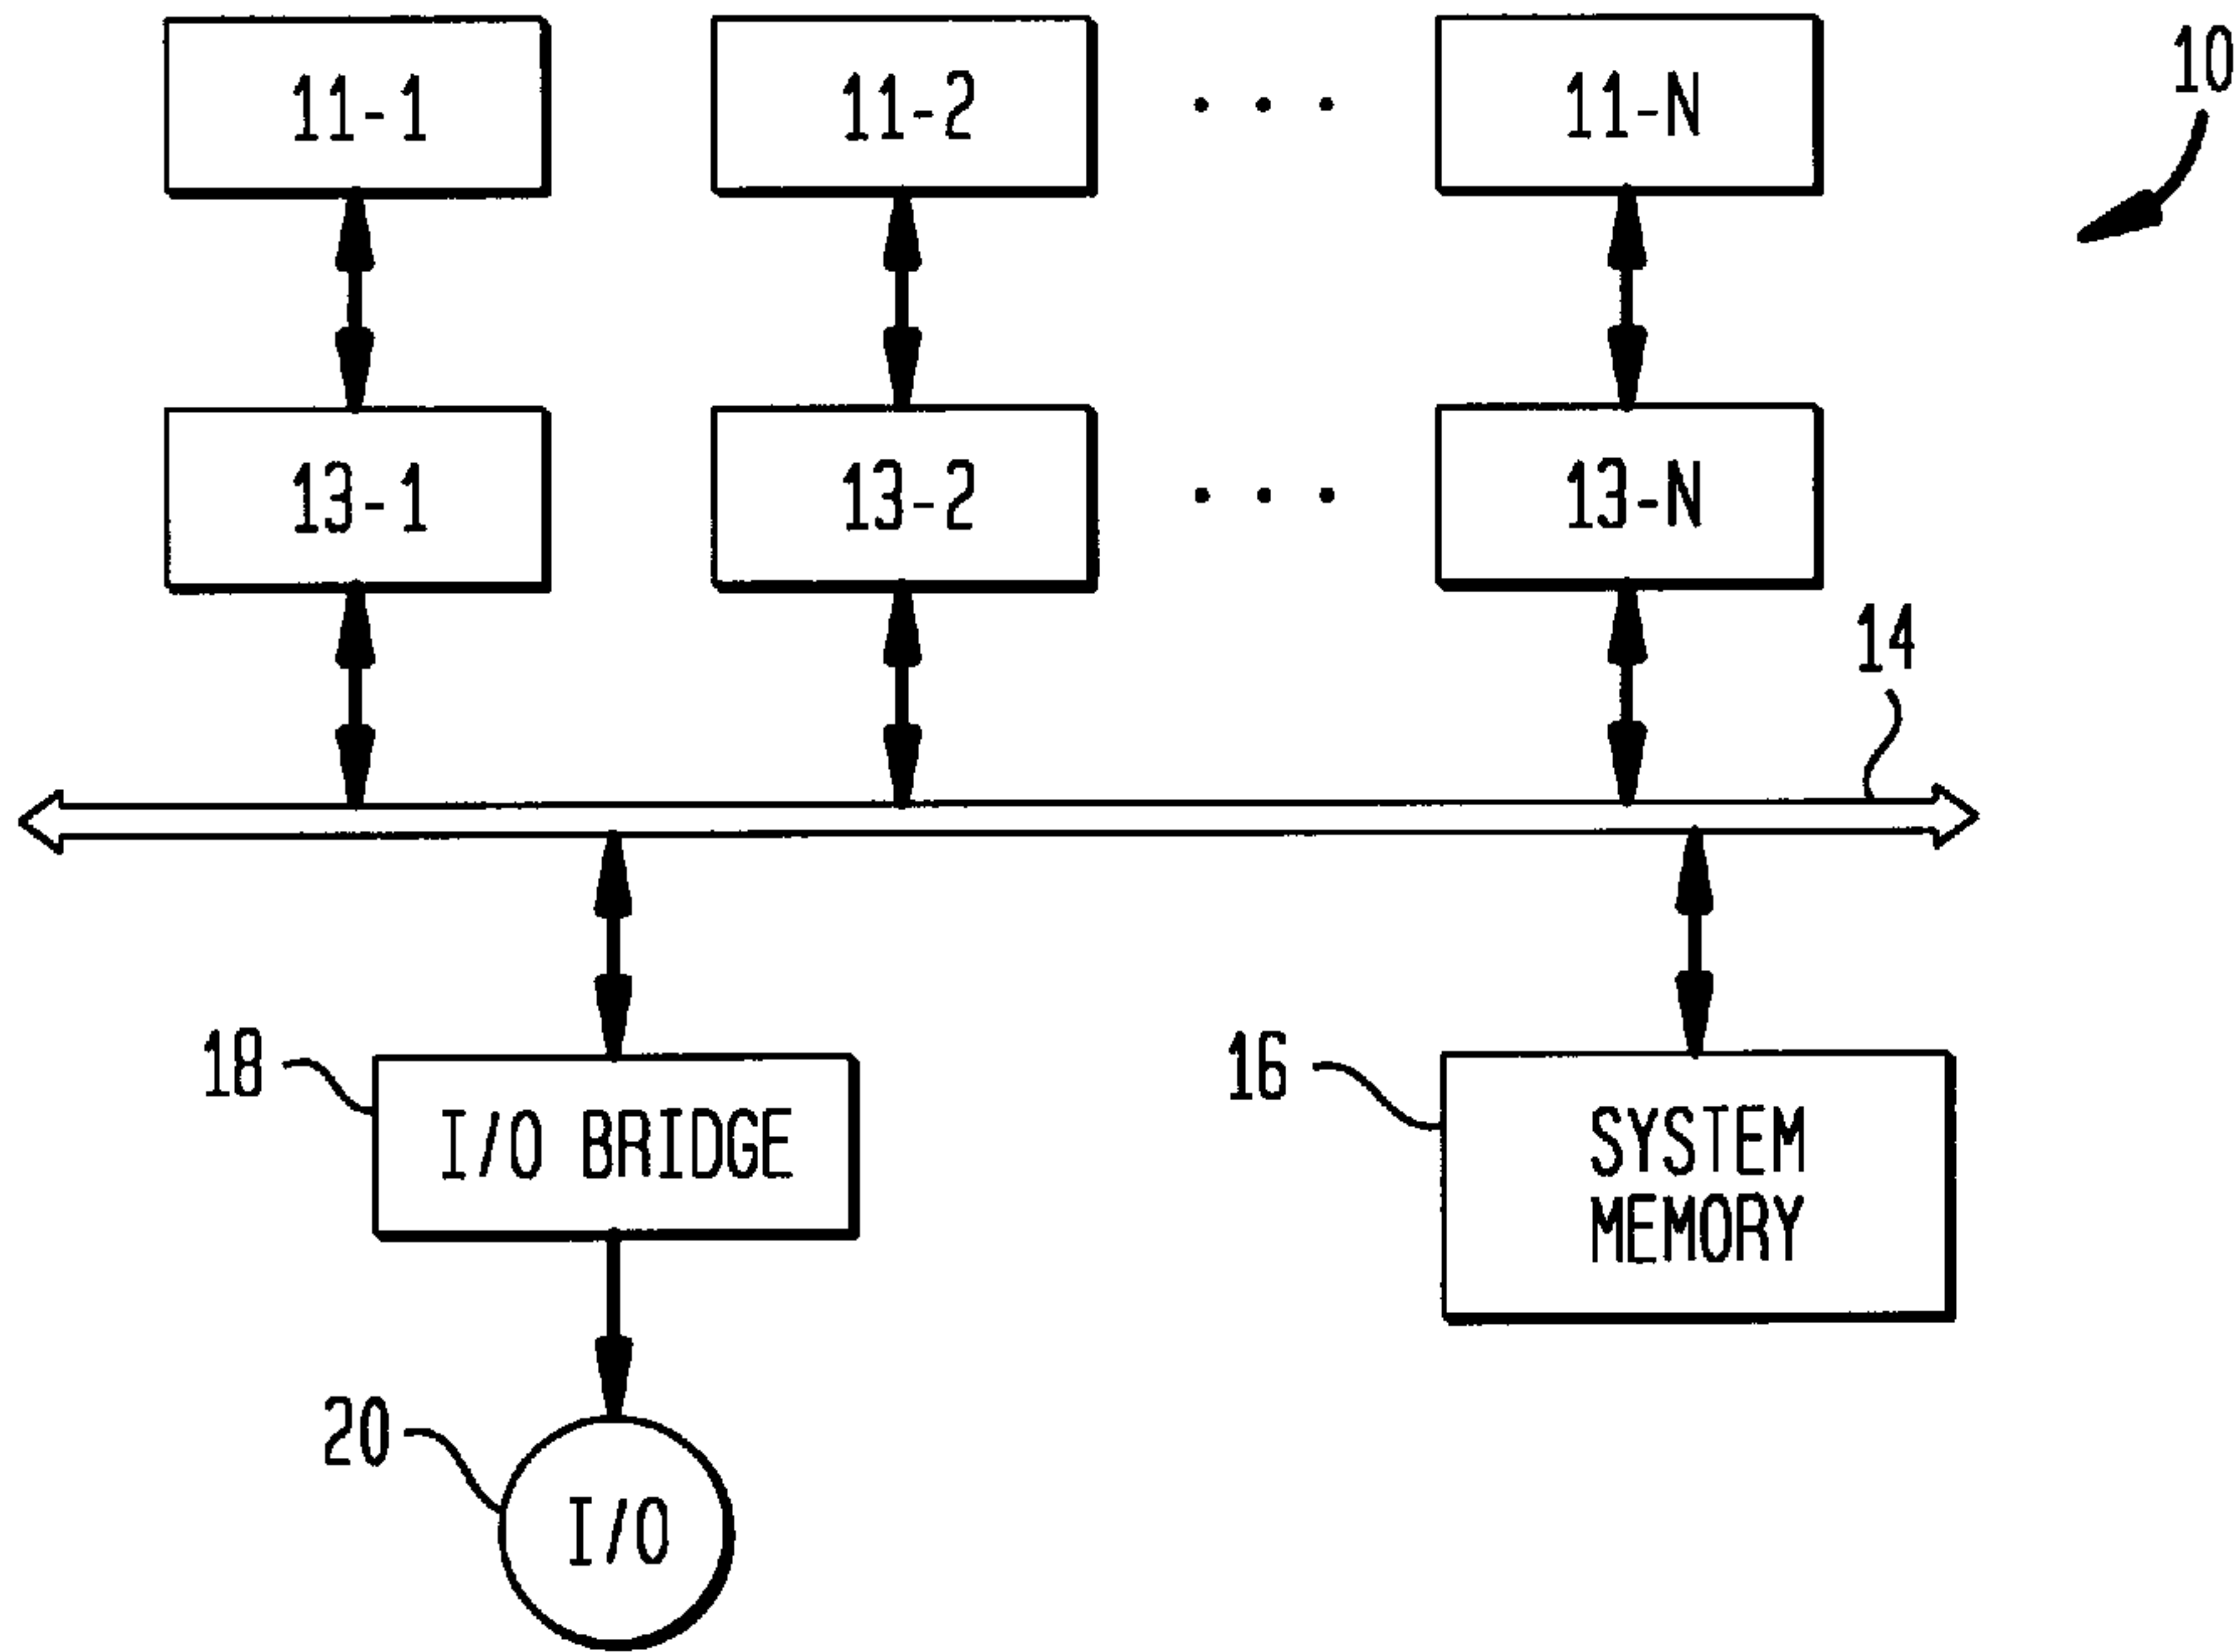 10
11-1
11-2
. . .
11-N
13-1
13-2
. . .
13-N
14
18
I/O BRIDGE
16
SYSTEM
MEMORY
20
I/O